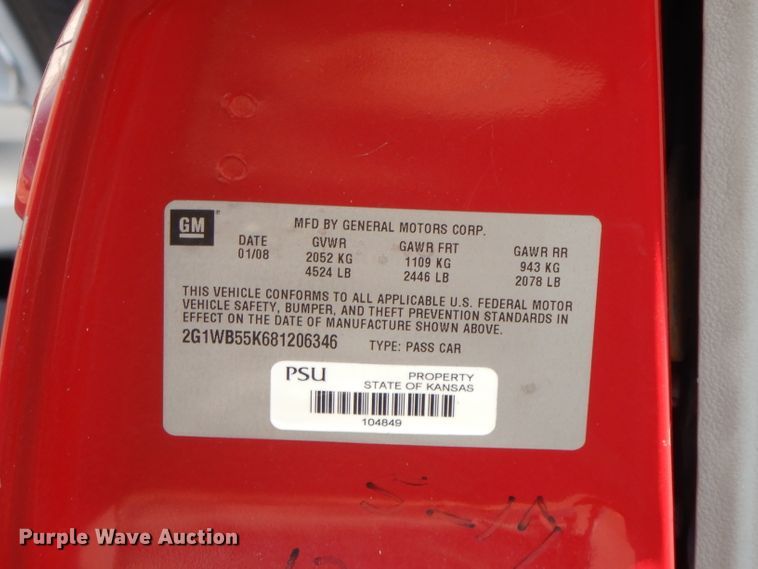 GM
MFD BY GENERAL MOTORS CORP.
DATE GVWR GAWR FRT GAWR RR
01/08 2052 KG 1109 KG 943 KG
4524 LB 2446 LB 2078 LB
THIS VEHICLE CONFORMS TO ALL APPLICABLE U.S. FEDERAL MOTOR
VEHICLE SAFETY, BUMPER, AND THEFT PREVENTION STANDARDS IN
EFFECT ON THE DATE OF MANUFACTURE SHOWN ABOVE.
2G1WB55K681206346 TYPE: PASS CAR
PSU PROPERTY
STATE OF KANSAS
104849
Purple Wave Auction